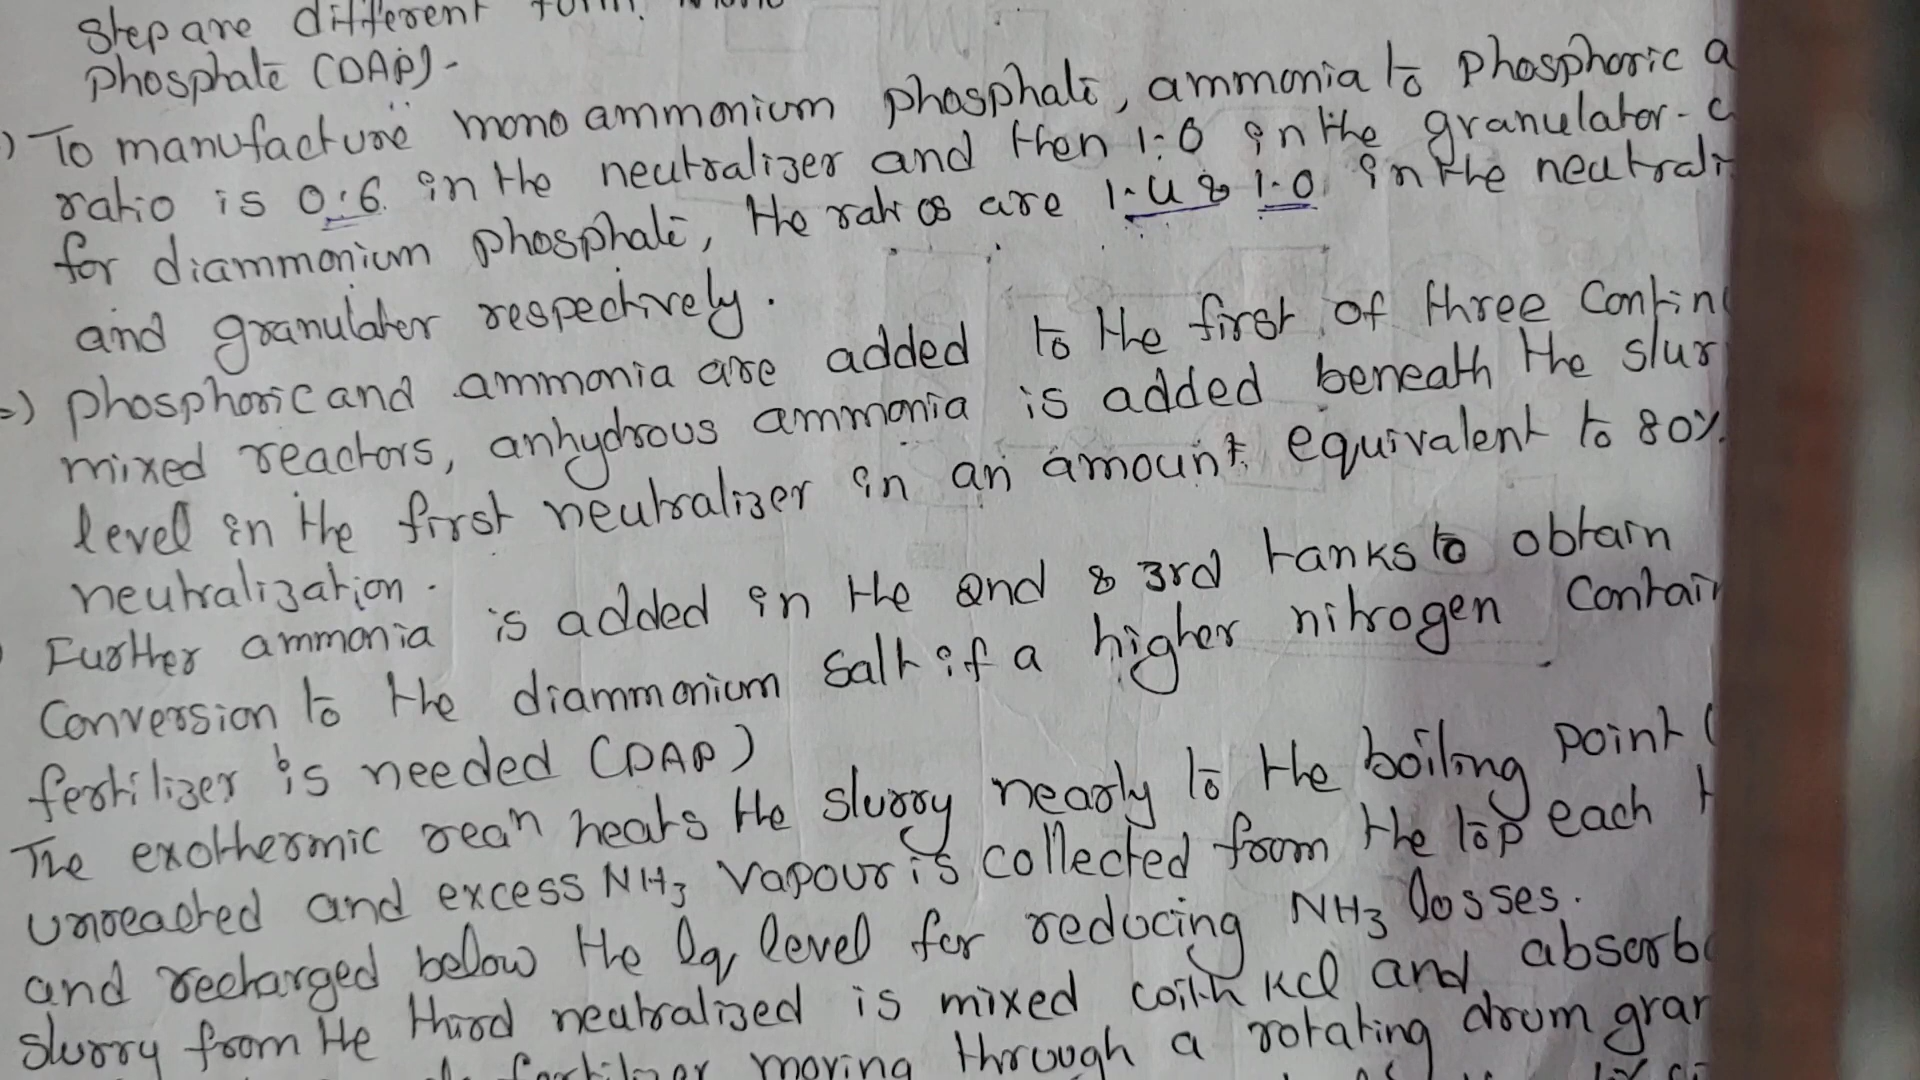 Step are different form.
Phosphate (DAP) -
To manufacture mono ammonium phosphate, ammonia to phosphoric a
ratio is 0.6 in the neutralizer and then 1:0 in the granulator-
for diammonium phosphate, the ratios are 1.4 & 1.0 in the neutrali
and granulater respectively.
=) phosphoric and ammonia are added to the first of three Contin
mixed reactors, anhydrous ammonia is added beneath the slur
level in the first neutralizer in an amount equivalent to 80%
neutralization.
Further ammonia is added in the 2nd & 3rd tanks to obtain
Conversion to the diammonium Salt if a higher nitrogen Contain
fertilizer is needed (DAP)
The exothermic rean heats the slurry nearly to the boiling point (
unreacted and excess NH3 vapour is collected from the top each
and recharged below the lq level for reducing NH3 losses.
slurry from the third neutralized is mixed with KCl and absorb
moving through a rotating drum gran